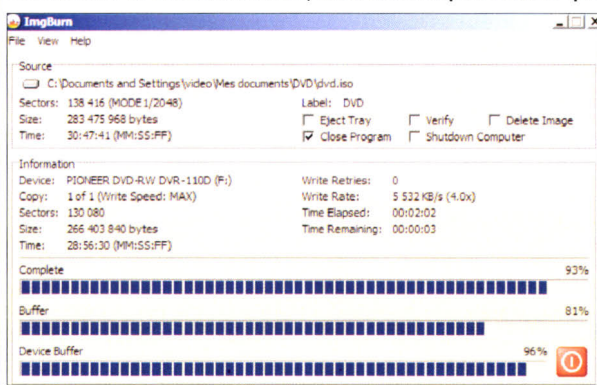 ImgBurn
File View Help
Source
C:\Documents and Settings\video\Mes documents\DVD\dvd.iso
Sectors: 138 416 (MODE1/2048) Label: DVD
Size: 283 475 968 bytes Eject Tray Verify Delete Image
Time: 30:47:41 (MM:SS:FF) Close Program Shutdown Computer
Information
Device: PIONEER DVD-RW DVR-110D (F:) Write Retries: 0
Copy: 1 of 1 (Write Speed: MAX) Write Rate: 5 532 KB/s (4.0x)
Sectors: 130 080 Time Elapsed: 00:02:02
Size: 266 403 840 bytes Time Remaining: 00:00:03
Time: 28:56:30 (MM:SS:FF)
Complete 93%
Buffer 81%
Device Buffer 96%